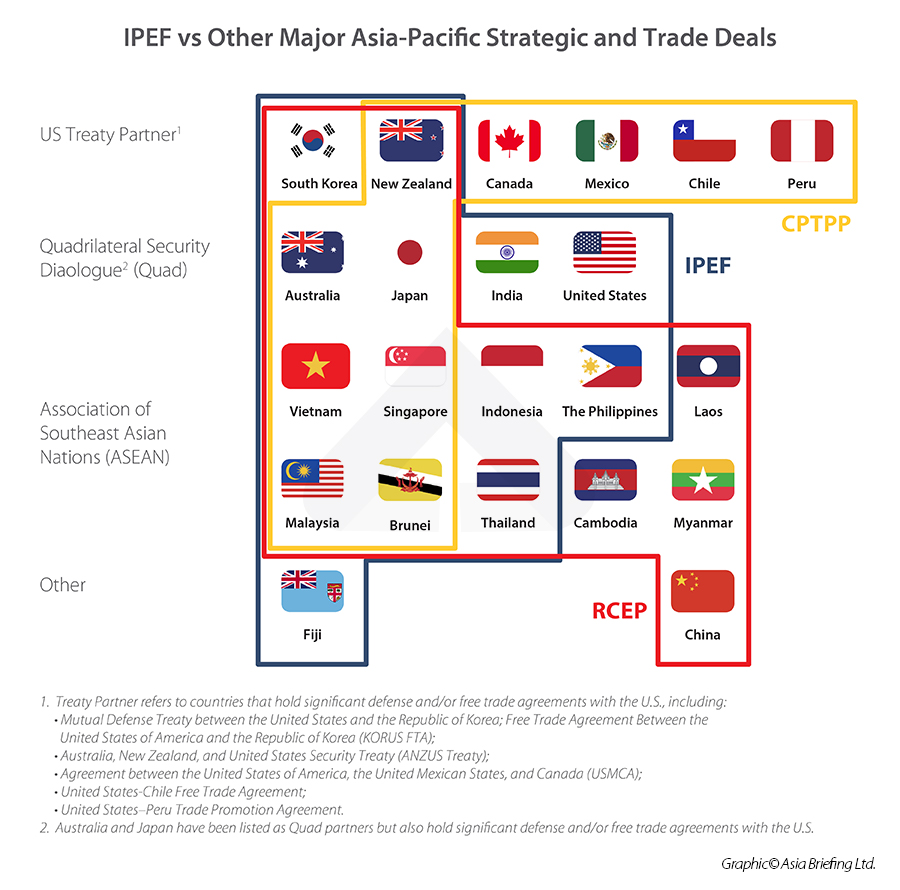 IPEF vs Other Major Asia-Pacific Strategic and Trade Deals
US Treaty Partner1
South Korea New Zealand Canada Mexico Chile Peru
CPTPP
Quadrilateral Security
Diaologue2 (Quad)
IPEF
Australia Japan India United States
Vietnam Singapore Indonesia The Philippines Laos
Association of
Southeast Asian
Nations (ASEAN)
Malaysia Brunei Thailand Cambodia Myanmar
Other
RCEP
Fiji China
1. Treaty Partner refers to countries that hold significant defense and/or free trade agreements with the U.S., including:
• Mutual Defense Treaty between the United States and the Republic of Korea; Free Trade Agreement Between the
United States of America and the Republic of Korea (KORUS FTA);
• Australia, New Zealand, and United States Security Treaty (ANZUS Treaty);
• Agreement between the United States of America, the United Mexican States, and Canada (USMCA);
• United States-Chile Free Trade Agreement;
• United States–Peru Trade Promotion Agreement.
2. Australia and Japan have been listed as Quad partners but also hold significant defense and/or free trade agreements with the U.S.
Graphic© Asia Briefing Ltd.